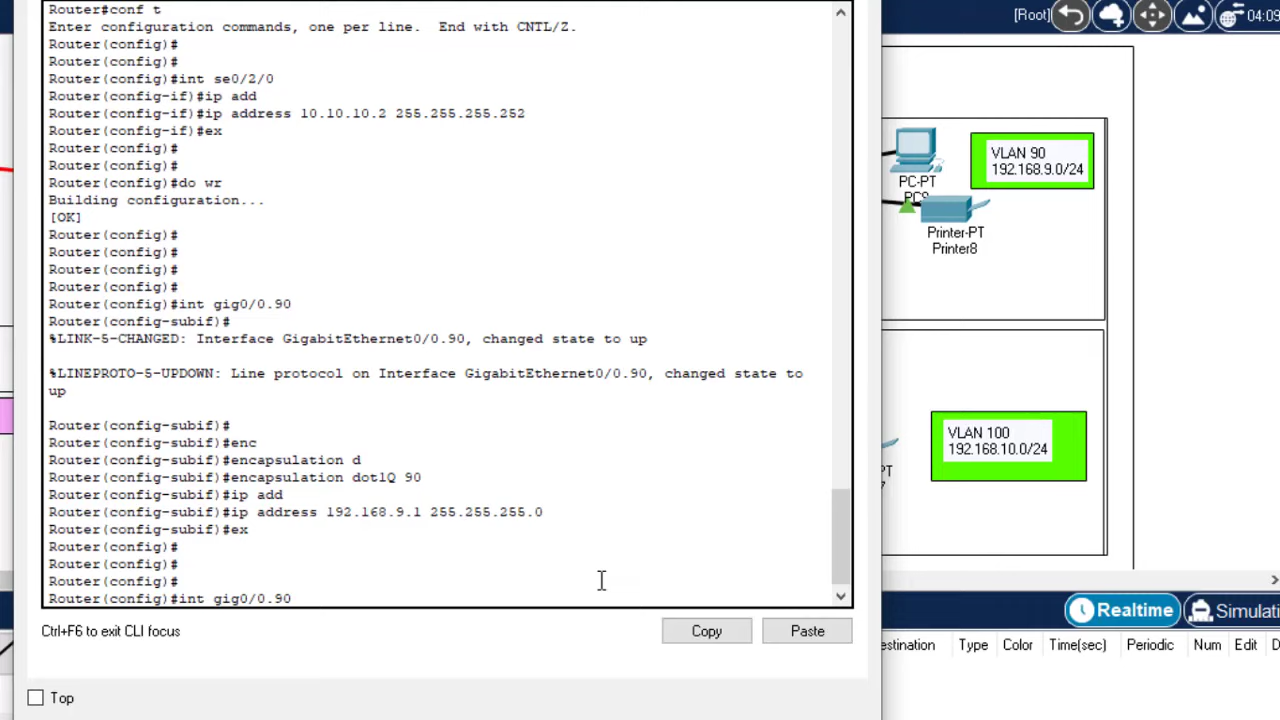 Router#conf t
Enter configuration commands, one per line.  End with CNTL/Z.
Router(config)#
Router(config)#
Router(config)#int se0/2/0
Router(config-if)#ip add
Router(config-if)#ip address 10.10.10.2 255.255.255.252
Router(config-if)#ex
Router(config)#
Router(config)#
Router(config)#do wr
Building configuration...
[OK]
Router(config)#
Router(config)#
Router(config)#
Router(config)#
Router(config)#int gig0/0.90
Router(config-subif)#
%LINK-5-CHANGED: Interface GigabitEthernet0/0.90, changed state to up
%LINEPROTO-5-UPDOWN: Line protocol on Interface GigabitEthernet0/0.90, changed state to
up
Router(config-subif)#
Router(config-subif)#enc
Router(config-subif)#encapsulation d
Router(config-subif)#encapsulation dot1Q 90
Router(config-subif)#ip add
Router(config-subif)#ip address 192.168.9.1 255.255.255.0
Router(config-subif)#ex
Router(config)#
Router(config)#
Router(config)#
Router(config)#int gig0/0.90
Ctrl+F6 to exit CLI focus
Copy
Paste
Top
[Root]
04:09
VLAN 90
192.168.9.0/24
PC-PT
Printer-PT
Printer8
VLAN 100
192.168.10.0/24
PT
7
Realtime
Simulati
estination Type Color Time(sec) Periodic Num Edit D